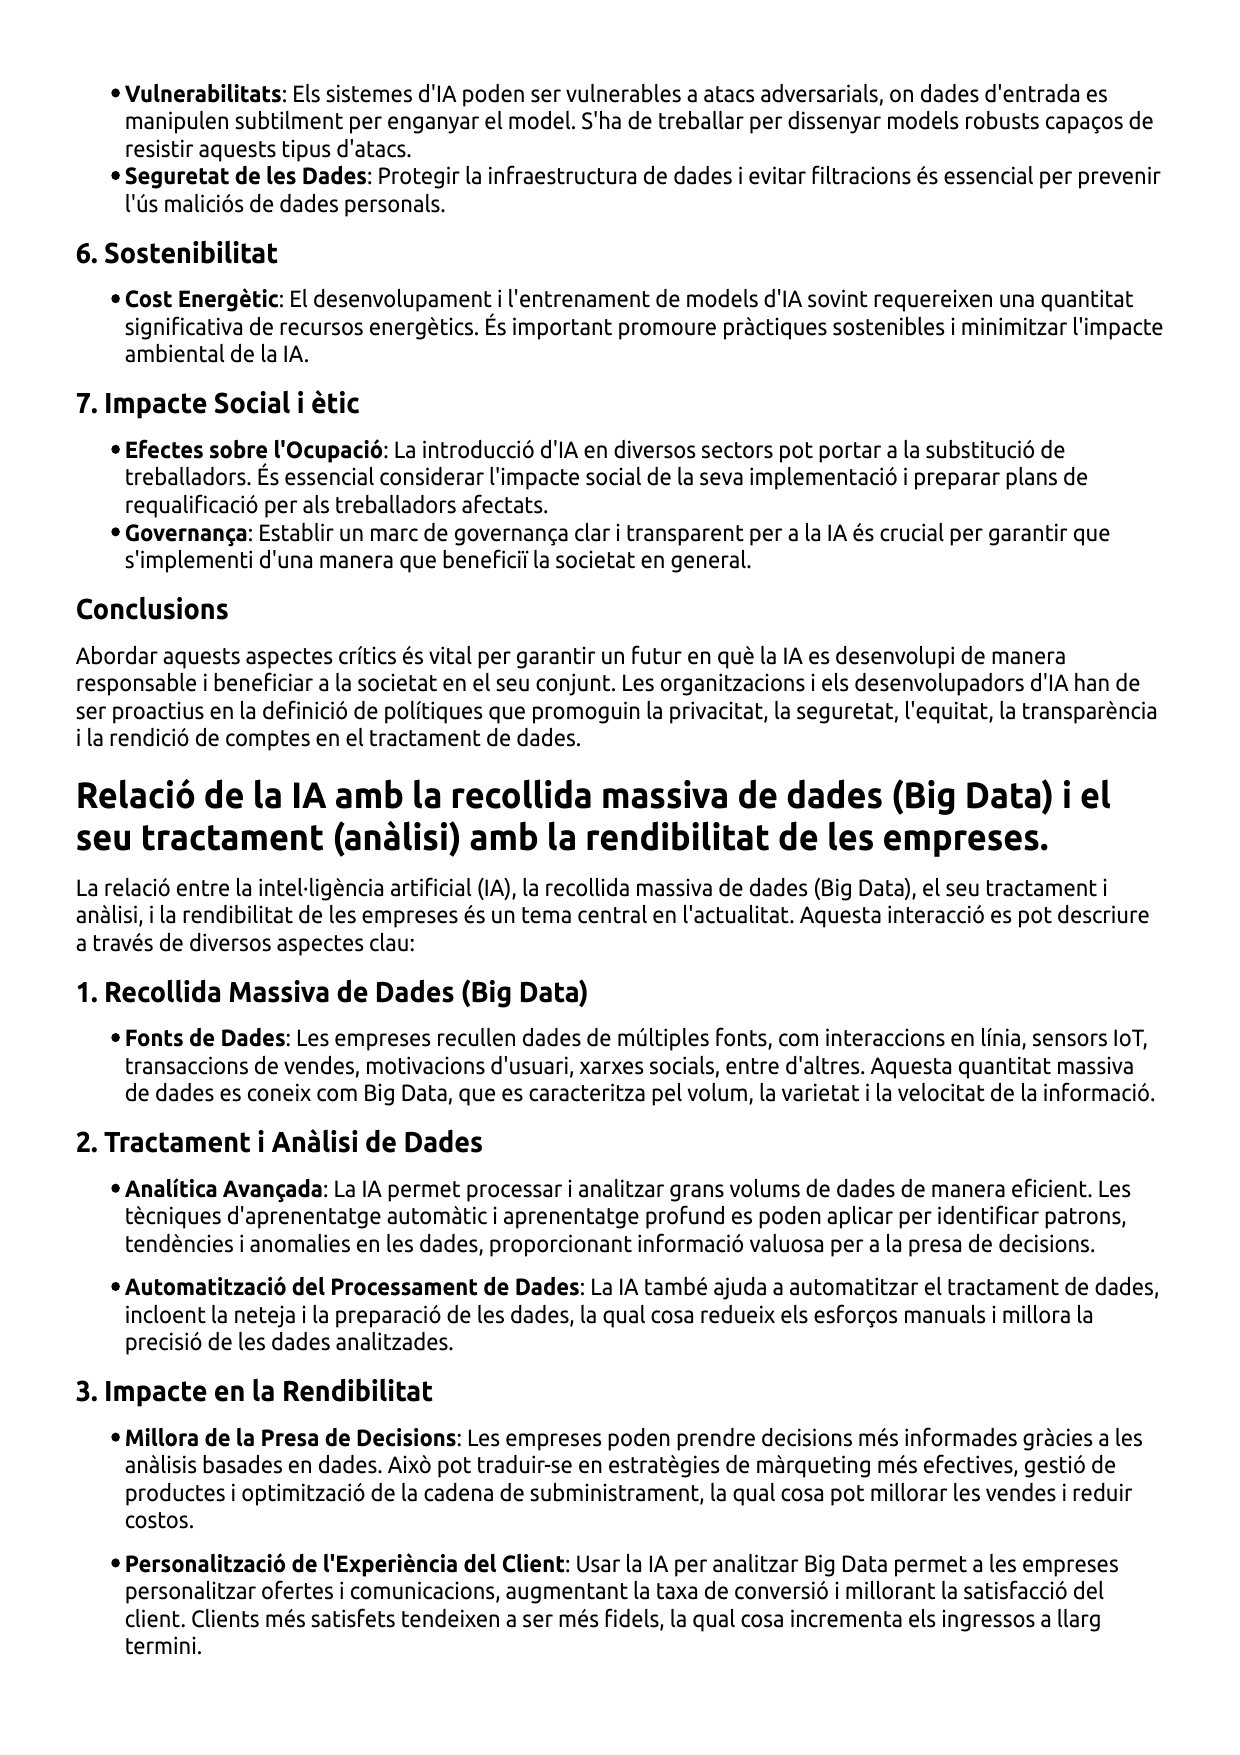 • Vulnerabilitats: Els sistemes d'IA poden ser vulnerables a atacs adversarials, on dades d'entrada es
manipulen subtilment per enganyar el model. S'ha de treballar per dissenyar models robusts capaços de
resistir aquests tipus d'atacs.
• Seguretat de les Dades: Protegir la infraestructura de dades i evitar filtracions és essencial per prevenir
l'ús maliciós de dades personals.
6. Sostenibilitat
• Cost Energètic: El desenvolupament i l'entrenament de models d'IA sovint requereixen una quantitat
significativa de recursos energètics. És important promoure pràctiques sostenibles i minimitzar l'impacte
ambiental de la IA.
7. Impacte Social i ètic
• Efectes sobre l'Ocupació: La introducció d'IA en diversos sectors pot portar a la substitució de
treballadors. És essencial considerar l'impacte social de la seva implementació i preparar plans de
requalificació per als treballadors afectats.
• Governança: Establir un marc de governança clar i transparent per a la IA és crucial per garantir que
s'implementi d'una manera que beneficiï la societat en general.
Conclusions
Abordar aquests aspectes crítics és vital per garantir un futur en què la IA es desenvolupi de manera
responsable i beneficiar a la societat en el seu conjunt. Les organitzacions i els desenvolupadors d'IA han de
ser proactius en la definició de polítiques que promoguin la privacitat, la seguretat, l'equitat, la transparència
i la rendició de comptes en el tractament de dades.
Relació de la IA amb la recollida massiva de dades (Big Data) i el
seu tractament (anàlisi) amb la rendibilitat de les empreses.
La relació entre la intel·ligència artificial (IA), la recollida massiva de dades (Big Data), el seu tractament i
anàlisi, i la rendibilitat de les empreses és un tema central en l'actualitat. Aquesta interacció es pot descriure
a través de diversos aspectes clau:
1. Recollida Massiva de Dades (Big Data)
• Fonts de Dades: Les empreses recullen dades de múltiples fonts, com interaccions en línia, sensors IoT,
transaccions de vendes, motivacions d'usuari, xarxes socials, entre d'altres. Aquesta quantitat massiva
de dades es coneix com Big Data, que es caracteritza pel volum, la varietat i la velocitat de la informació.
2. Tractament i Anàlisi de Dades
• Analítica Avançada: La IA permet processar i analitzar grans volums de dades de manera eficient. Les
tècniques d'aprenentatge automàtic i aprenentatge profund es poden aplicar per identificar patrons,
tendències i anomalies en les dades, proporcionant informació valuosa per a la presa de decisions.
• Automatització del Processament de Dades: La IA també ajuda a automatitzar el tractament de dades,
incloent la neteja i la preparació de les dades, la qual cosa redueix els esforços manuals i millora la
precisió de les dades analitzades.
3. Impacte en la Rendibilitat
• Millora de la Presa de Decisions: Les empreses poden prendre decisions més informades gràcies a les
anàlisis basades en dades. Això pot traduir-se en estratègies de màrqueting més efectives, gestió de
productes i optimització de la cadena de subministrament, la qual cosa pot millorar les vendes i reduir
costos.
• Personalització de l'Experiència del Client: Usar la IA per analitzar Big Data permet a les empreses
personalitzar ofertes i comunicacions, augmentant la taxa de conversió i millorant la satisfacció del
client. Clients més satisfets tendeixen a ser més fidels, la qual cosa incrementa els ingressos a llarg
termini.